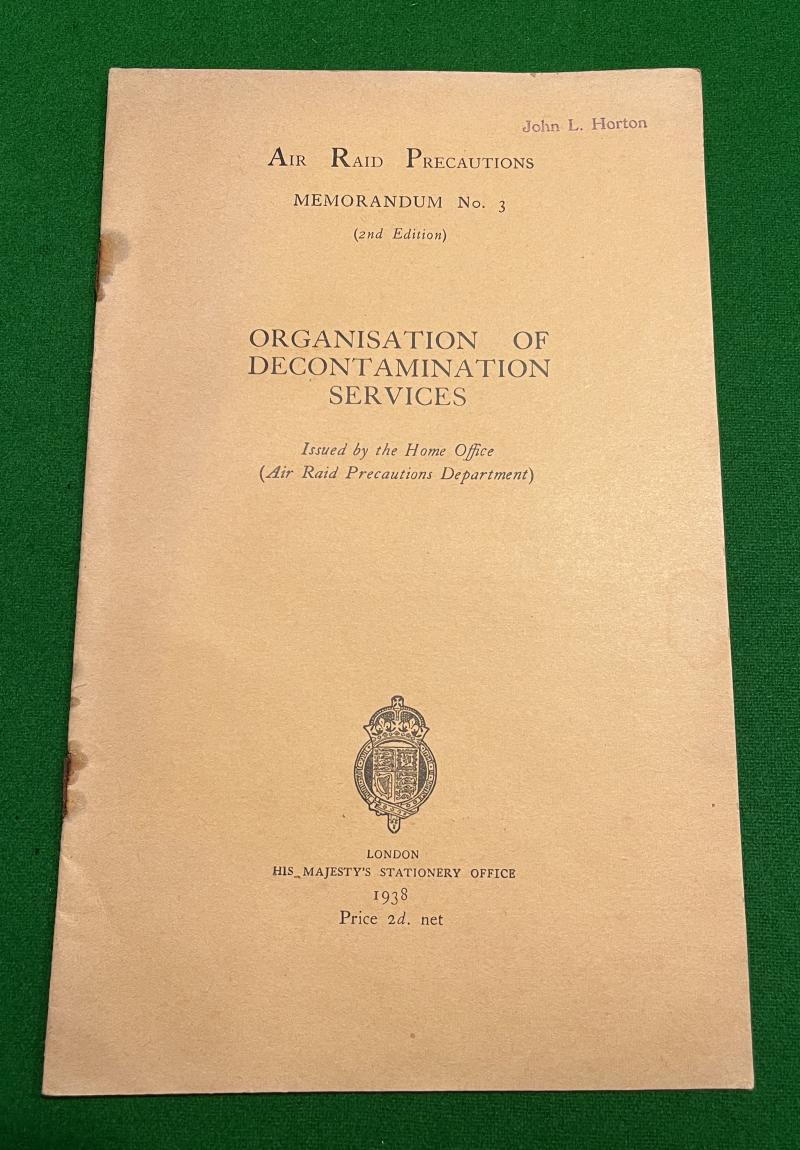 John L. Horton
AIR RAID PRECAUTIONS
MEMORANDUM No. 3
(2nd Edition)
ORGANISATION OF
DECONTAMINATION
SERVICES
Issued by the Home Office
(Air Raid Precautions Department)
LONDON
HIS MAJESTY'S STATIONERY OFFICE
1938
Price 2d. net